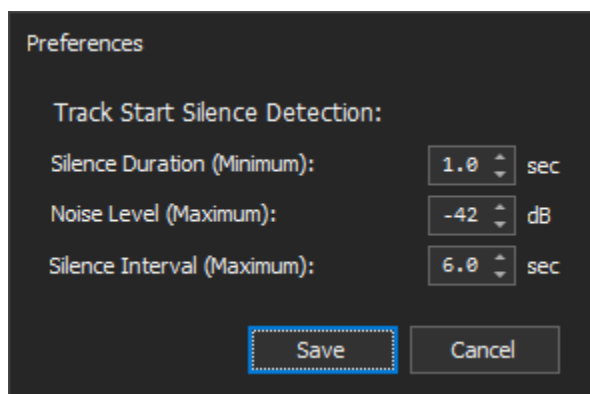 Preferences
Track Start Silence Detection:
Silence Duration (Minimum): 1.0 sec
Noise Level (Maximum): -42 dB
Silence Interval (Maximum): 6.0 sec
Save Cancel